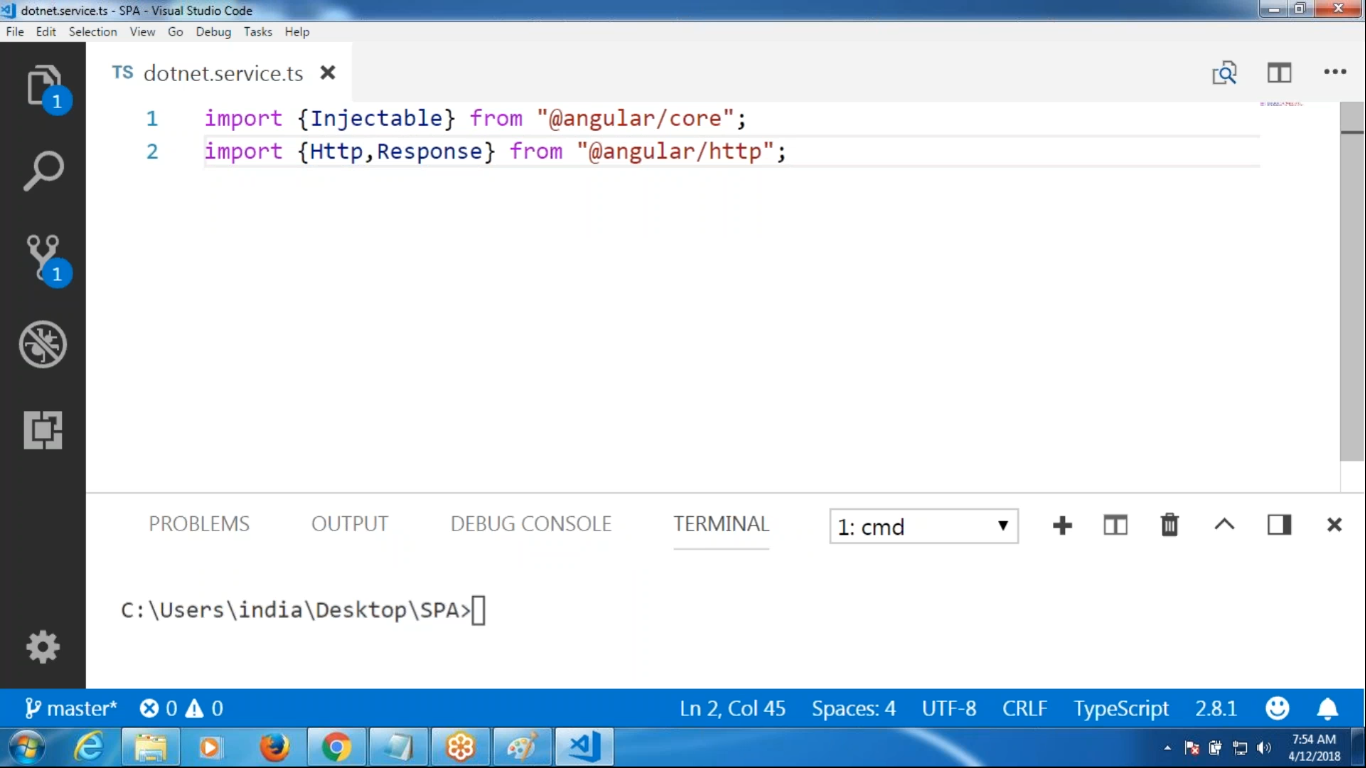 dotnet.service.ts - SPA - Visual Studio Code
File Edit Selection View Go Debug Tasks Help
TS dotnet.service.ts
1 import {Injectable} from "@angular/core";
2 import {Http,Response} from "@angular/http";
1
1
PROBLEMS OUTPUT DEBUG CONSOLE TERMINAL 1: cmd
C:\Users\india\Desktop\SPA>
master* 0 0 Ln 2, Col 45 Spaces: 4 UTF-8 CRLF TypeScript 2.8.1
7:54 AM
4/12/2018